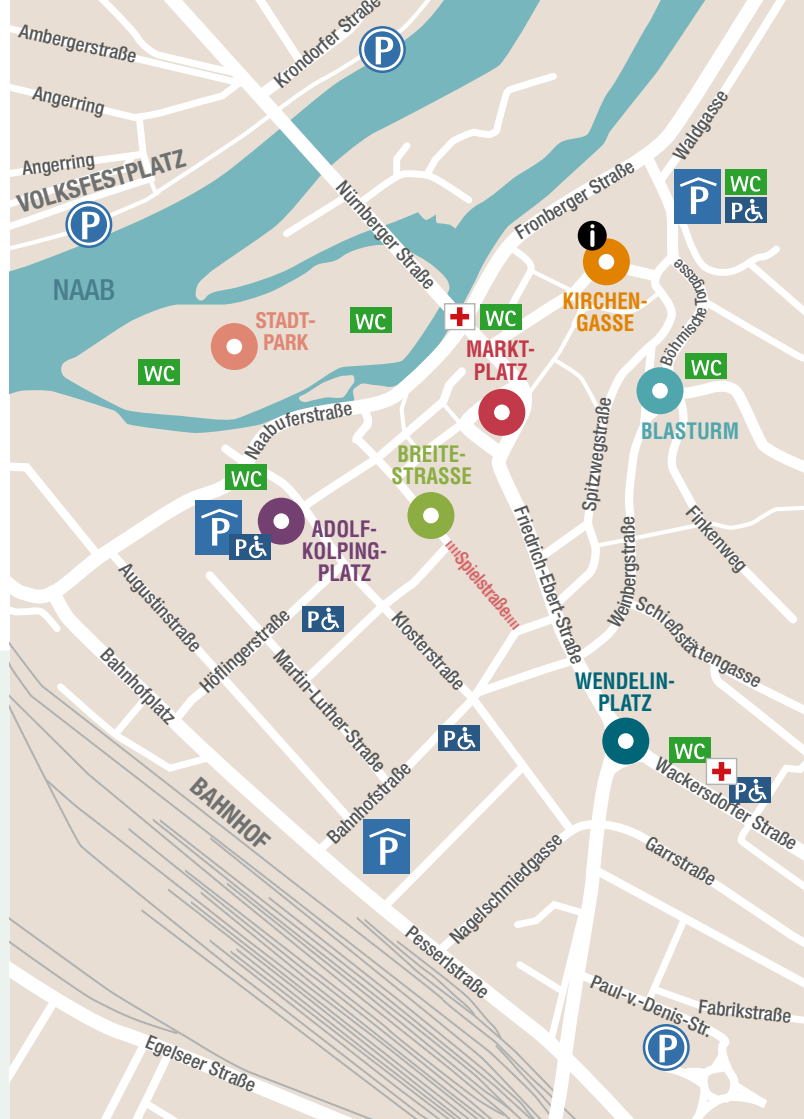 Ambergerstraße
Krondorfer Straße
P
Angerring
Angerring
VOLKSFESTPLATZ
P
Waldgasse
P
WC
P
Nürnberger Straße
Fronberger Straße
i
KIRCHEN-
GASSE
Böhmische Torgasse
NAAB
STADT-
PARK
WC
WC
WC
MARKT-
PLATZ
WC
BLASTURM
Naabuferstraße
BREITE-
STRASSE
Spitzwegstraße
WC
P
P
ADOLF-
KOLPING-
PLATZ
Friedrich-Ebert-Straße
Finkenweg
Spielstraße
Weinbergstraße
Augustinstraße
Schießstättengasse
P
Höflingerstraße
Klosterstraße
Bahnhofplatz
Martin-Luther-Straße
WENDELIN-
PLATZ
P
WC
P
Wackersdorfer Straße
BAHNHOF
Bahnhofstraße
P
Garrstraße
Nagelschmiedgasse
Pesserlstraße
Paul-v.-Denis-Str.
Fabrikstraße
P
Egelseer Straße